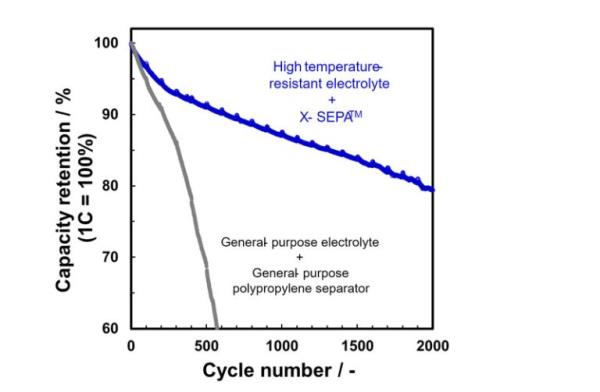 100
90
80
70
60
0
500
1000
1500
2000
Capacity retention / %
(1C = 100%)
Cycle number / -
High temperature-
resistant electrolyte
+
X- SEPA™
General- purpose electrolyte
+
General- purpose
polypropylene separator